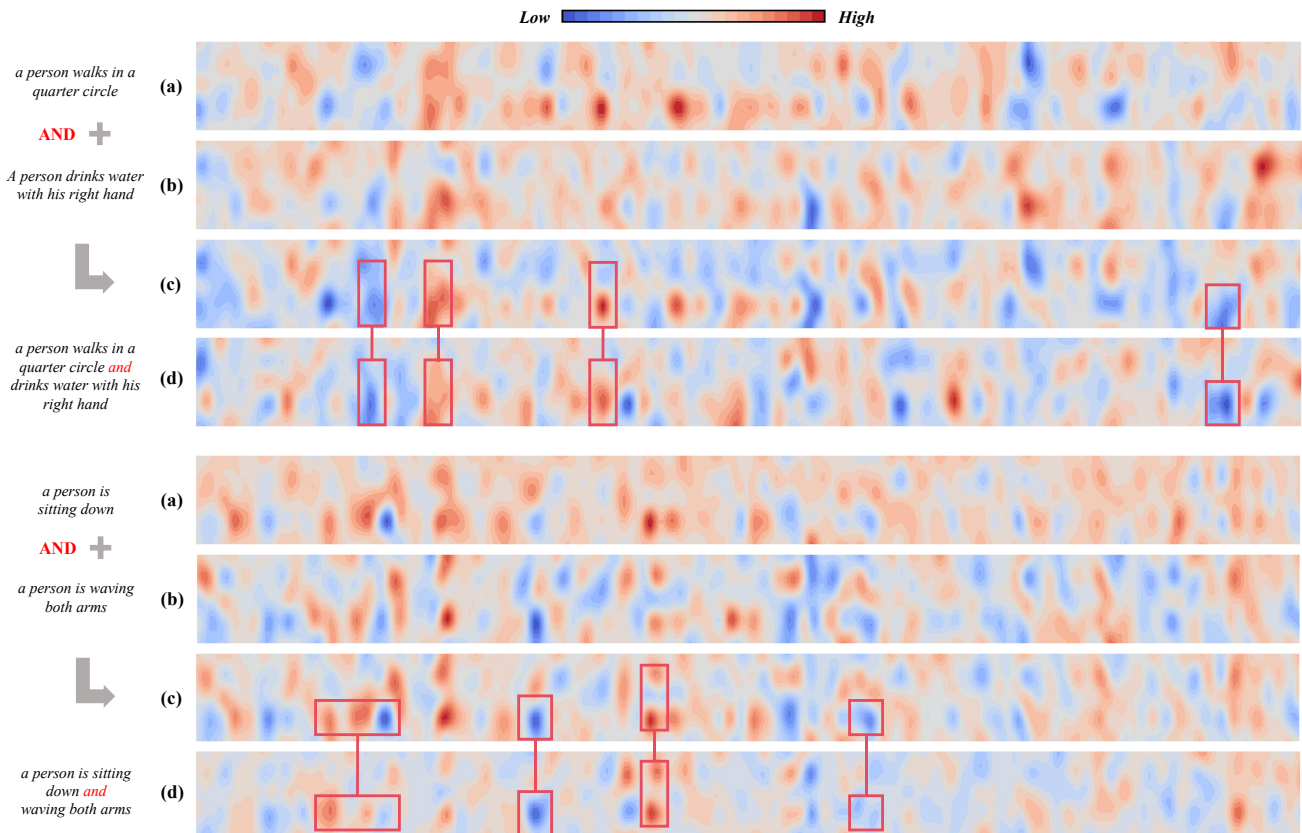 Low High
a person walks in a
quarter circle
(a)
AND
A person drinks water
with his right hand
(b)
(c)
a person walks in a
quarter circle and
drinks water with his
right hand
(d)
a person is
sitting down
(a)
AND
a person is waving
both arms
(b)
(c)
a person is sitting
down and
waving both arms
(d)